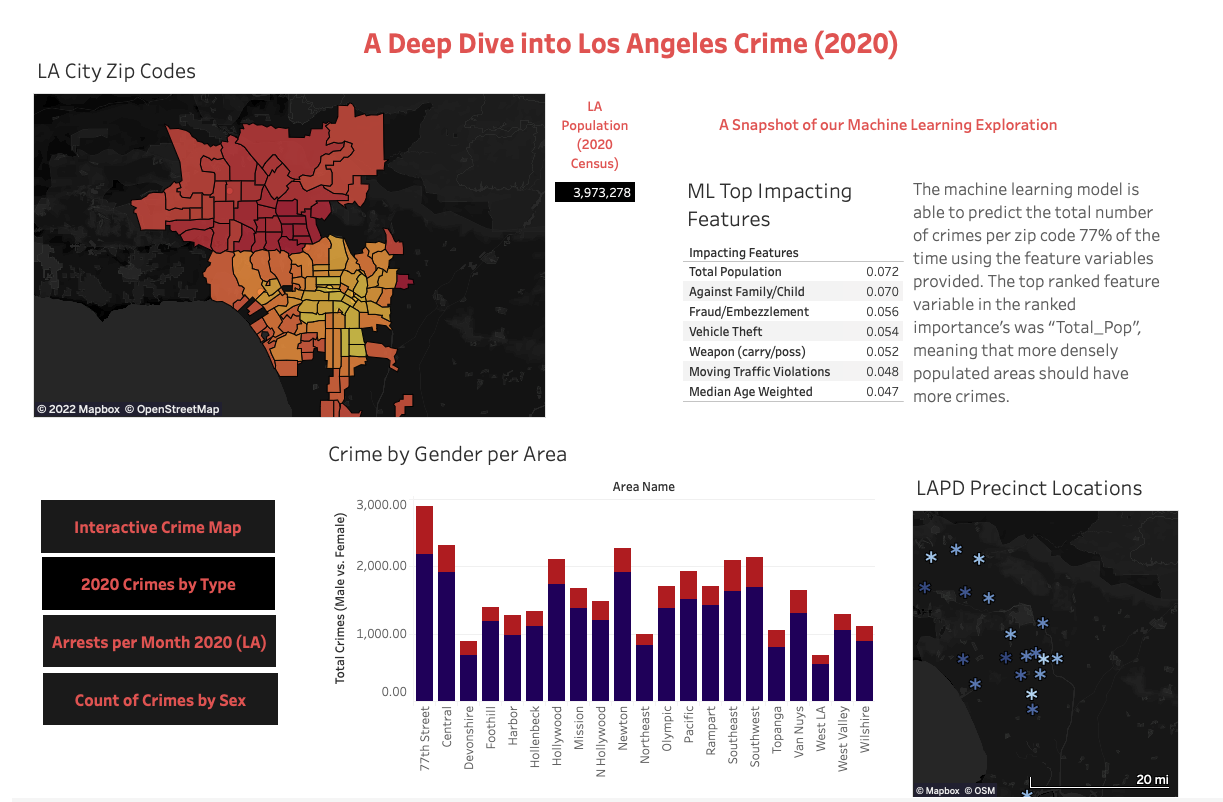 A Deep Dive into Los Angeles Crime (2020)
LA City Zip Codes
© 2022 Mapbox © OpenStreetMap
LA
Population
(2020
Census)
3,973,278
A Snapshot of our Machine Learning Exploration
ML Top Impacting
Features
Impacting Features
Total Population 0.072
Against Family/Child 0.070
Fraud/Embezzlement 0.056
Vehicle Theft 0.054
Weapon (carry/poss) 0.052
Moving Traffic Violations 0.048
Median Age Weighted 0.047
The machine learning model is
able to predict the total number
of crimes per zip code 77% of the
time using the feature variables
provided. The top ranked feature
variable in the ranked
importance's was “Total_Pop”,
meaning that more densely
populated areas should have
more crimes.
Interactive Crime Map
2020 Crimes by Type
Arrests per Month 2020 (LA)
Count of Crimes by Sex
Crime by Gender per Area
Area Name
Total Crimes (Male vs. Female)
3,000.00
2,000.00
1,000.00
0.00
77th Street
Central
Devonshire
Foothill
Harbor
Hollenbeck
Hollywood
Mission
N Hollywood
Newton
Northeast
Olympic
Pacific
Rampart
Southeast
Southwest
Topanga
Van Nuys
West LA
West Valley
Wilshire
LAPD Precinct Locations
20 mi
© Mapbox © OSM